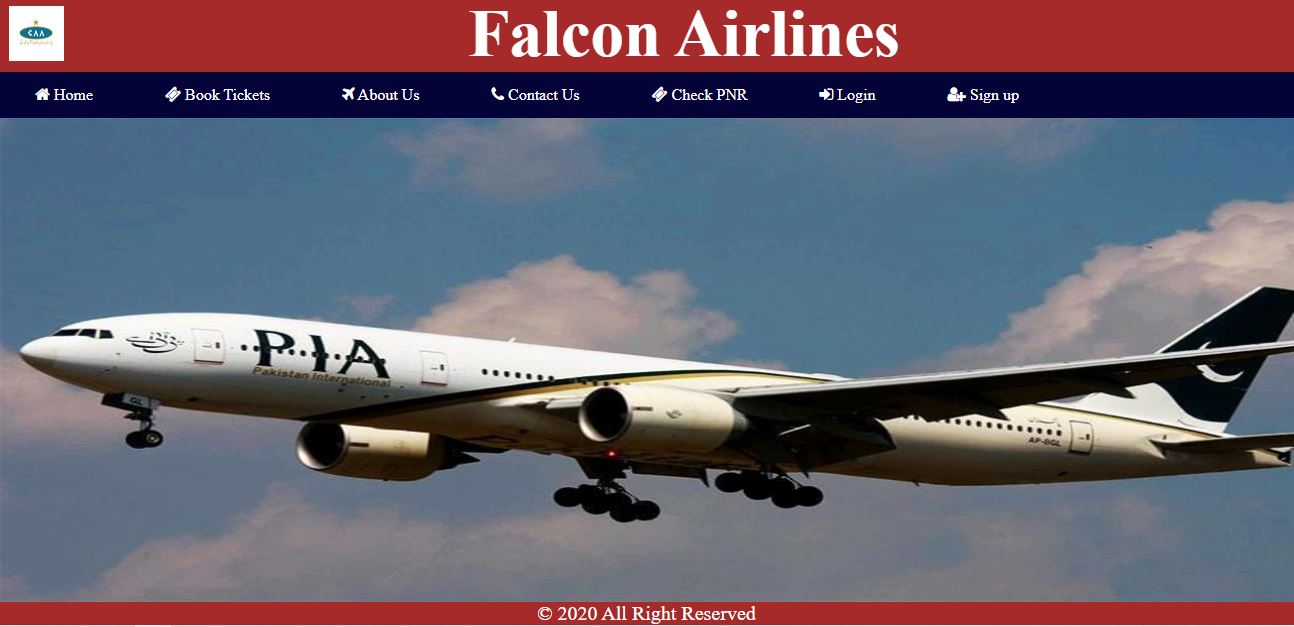 CAA
Falcon Airlines
Home Book Tickets About Us Contact Us Check PNR Login Sign up
PIA
Pakistan International
GL
AP-BGL
© 2020 All Right Reserved